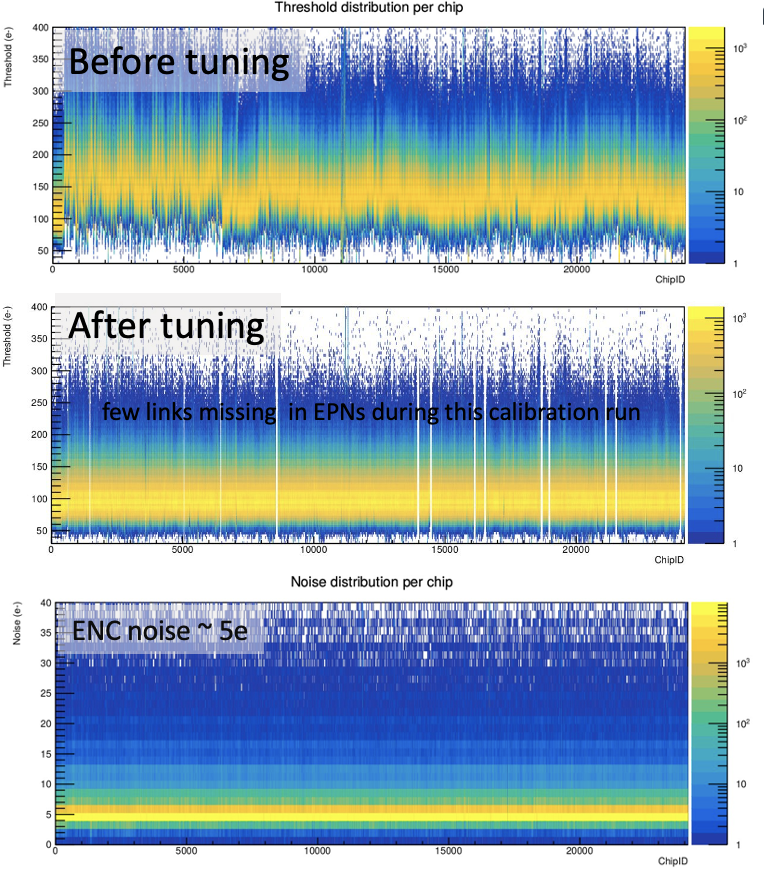 Threshold distribution per chip
Threshold (e-)
Before tuning
400
350
300
250
200
150
100
50
0 5000 10000 15000 20000
ChipID
10³
10²
10
1
Threshold (e-)
After tuning
few links missing in EPNs during this calibration run
400
350
300
250
200
150
100
50
0 5000 10000 15000 20000
ChipID
10³
10²
10
1
Noise distribution per chip
Noise (e-)
ENC noise ~ 5e
40
35
30
25
20
15
10
5
0
0 5000 10000 15000 20000
ChipID
10³
10²
10
1